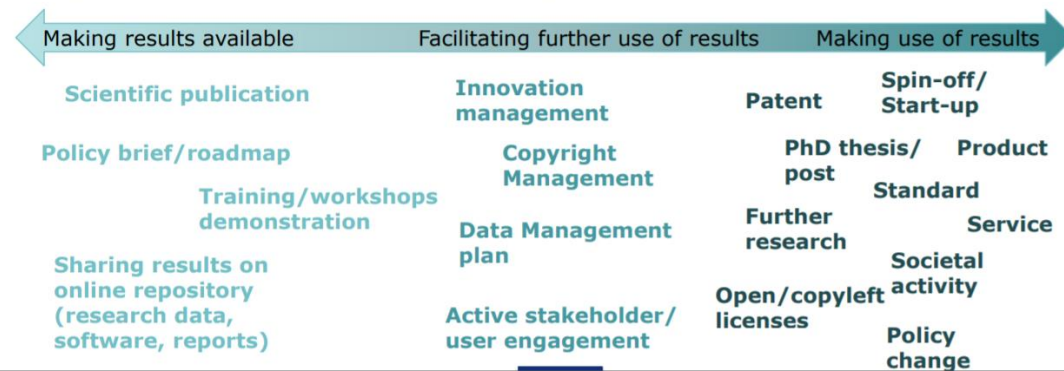 Making results available
Facilitating further use of results
Making use of results
Scientific publication
Policy brief/roadmap
Training/workshops
demonstration
Sharing results on
online repository
(research data,
software, reports)
Innovation
management
Copyright
Management
Data Management
plan
Active stakeholder/
user engagement
Patent
Spin-off/
Start-up
PhD thesis/
post
Product
Standard
Further
research
Service
Societal
activity
Open/copyleft
licenses
Policy
change